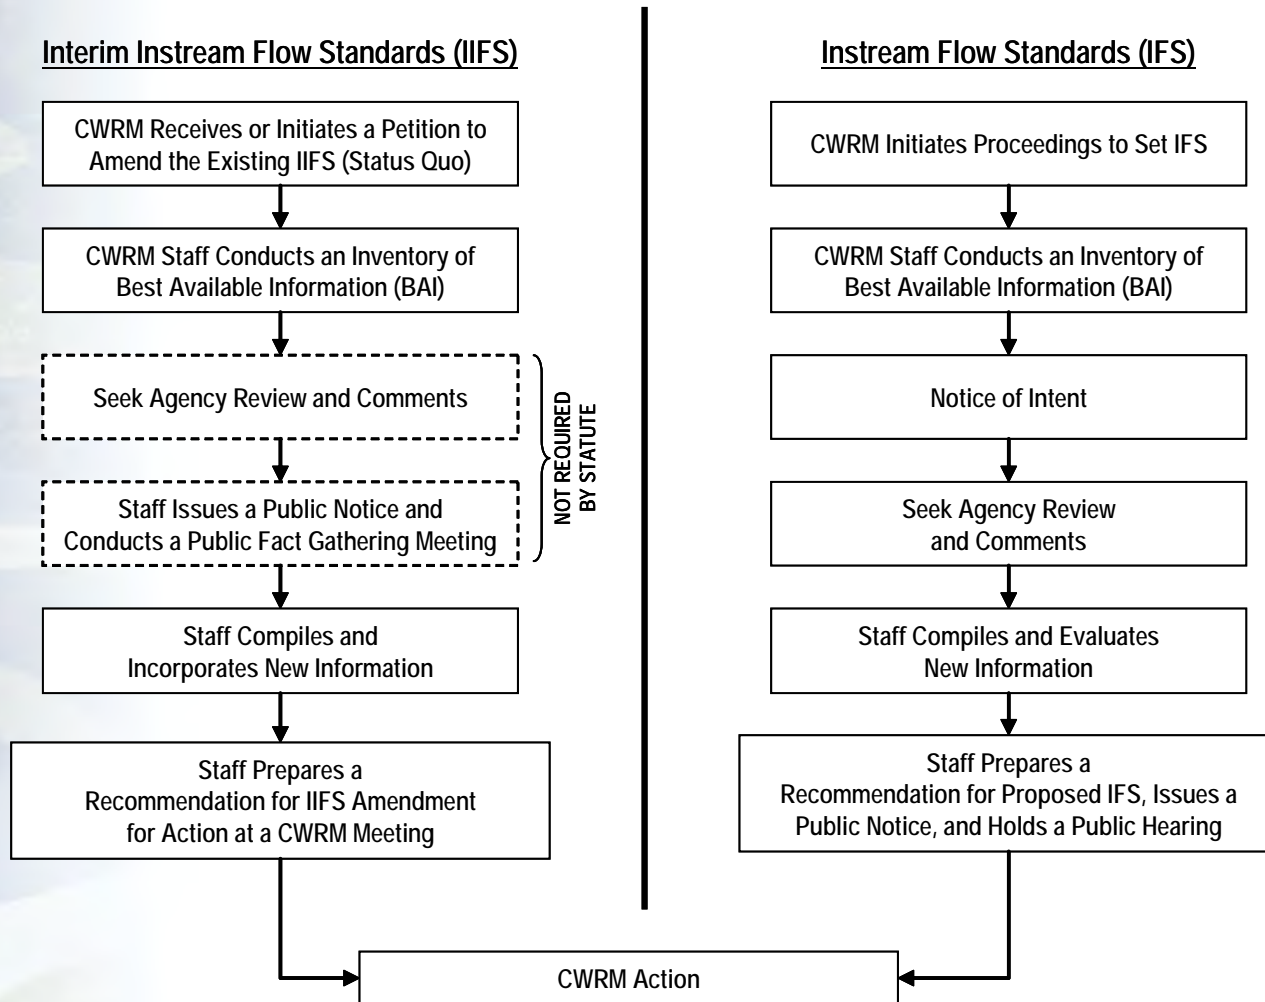 Interim Instream Flow Standards (IIFS)
CWRM Receives or Initiates a Petition to
Amend the Existing IIFS (Status Quo)
CWRM Staff Conducts an Inventory of
Best Available Information (BAI)
Seek Agency Review and Comments
Staff Issues a Public Notice and
Conducts a Public Fact Gathering Meeting
NOT REQUIRED
BY STATUTE
Staff Compiles and
Incorporates New Information
Staff Prepares a
Recommendation for IIFS Amendment
for Action at a CWRM Meeting
Instream Flow Standards (IFS)
CWRM Initiates Proceedings to Set IFS
CWRM Staff Conducts an Inventory of
Best Available Information (BAI)
Notice of Intent
Seek Agency Review
and Comments
Staff Compiles and Evaluates
New Information
Staff Prepares a
Recommendation for Proposed IFS, Issues a
Public Notice, and Holds a Public Hearing
CWRM Action